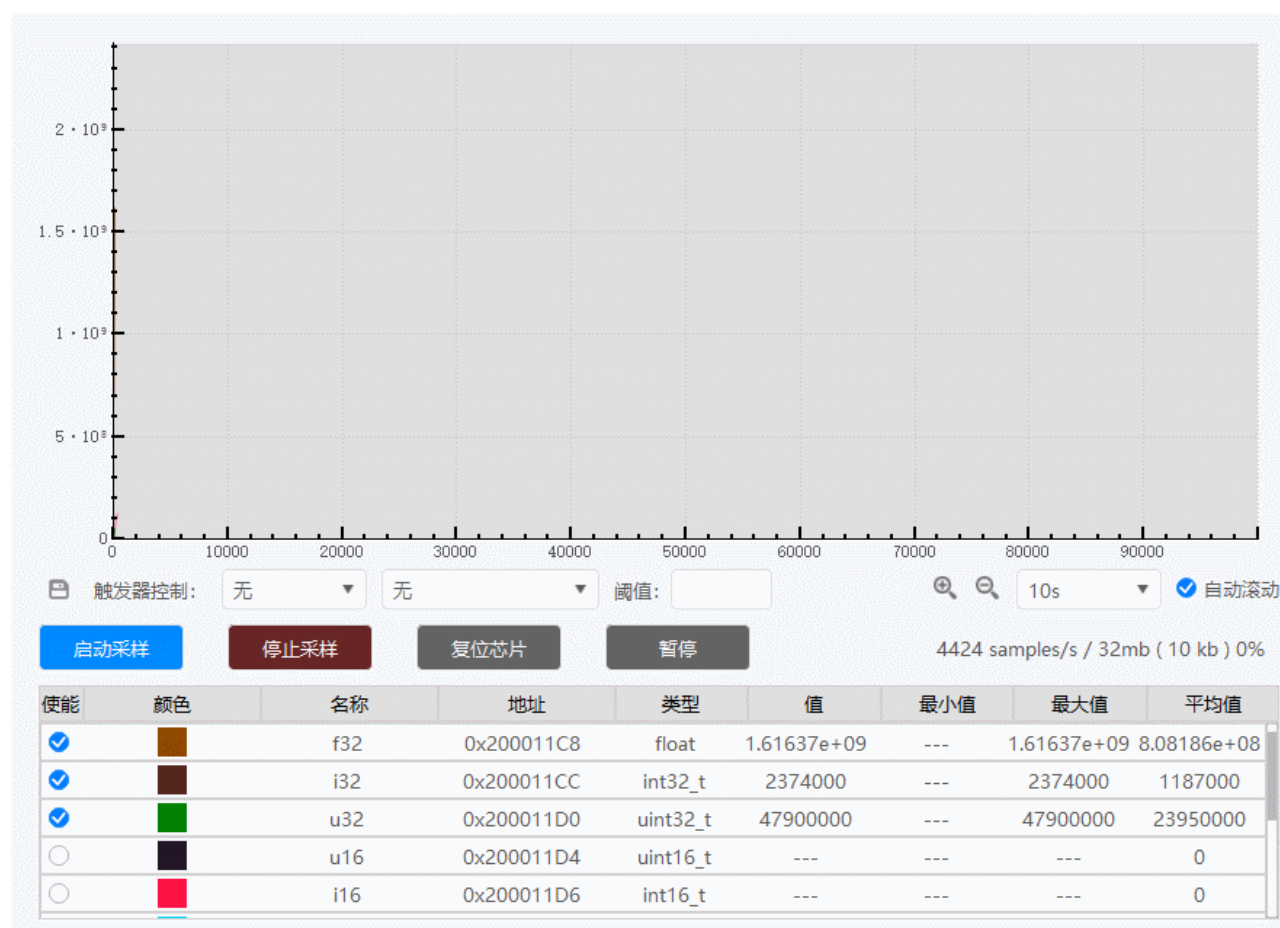 2·10⁹
1.5·10⁹
1·10⁹
5·10⁸
0
0 10000 20000 30000 40000 50000 60000 70000 80000 90000
触发器控制： 无 无 阈值： 10s 自动滚动
启动采样 停止采样 复位芯片 暂停 4424 samples/s / 32mb ( 10 kb ) 0%
使能 颜色 名称 地址 类型 值 最小值 最大值 平均值
f32 0x200011C8 float 1.61637e+09 --- 1.61637e+09 8.08186e+08
i32 0x200011CC int32_t 2374000 --- 2374000 1187000
u32 0x200011D0 uint32_t 47900000 --- 47900000 23950000
u16 0x200011D4 uint16_t --- --- --- 0
i16 0x200011D6 int16_t --- --- --- 0